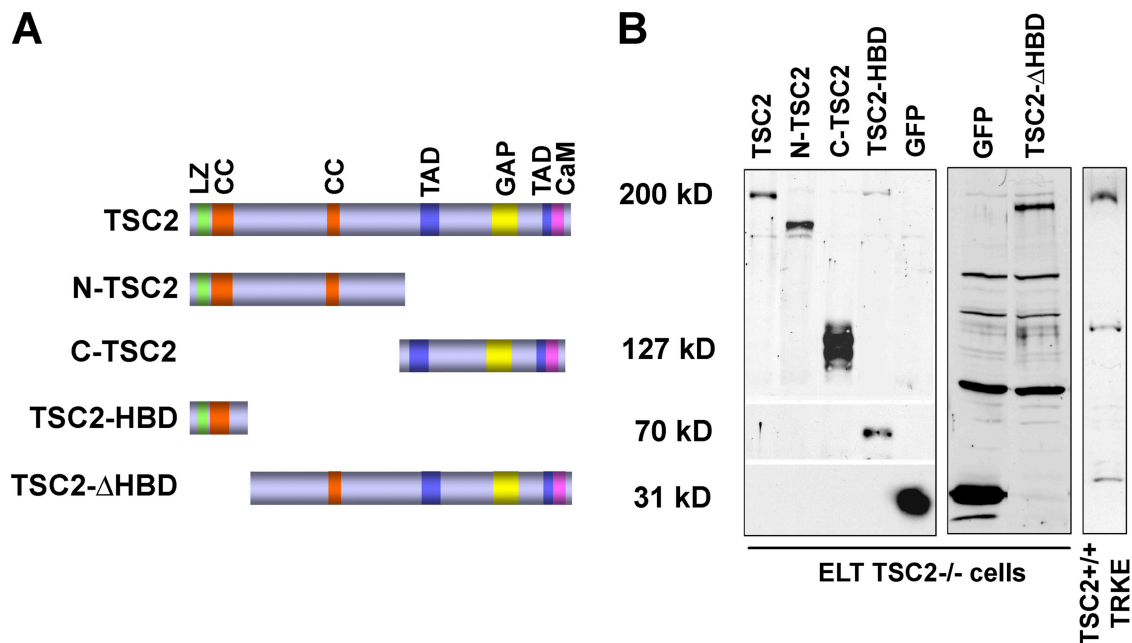 A
LZ
CC
CC
TAD
GAP
TAD
CaM
TSC2
N-TSC2
C-TSC2
TSC2-HBD
TSC2-ΔHBD
B
TSC2
N-TSC2
C-TSC2
TSC2-HBD
GFP
GFP
TSC2-ΔHBD
200 kD
127 kD
70 kD
31 kD
ELT TSC2-/- cells
TSC2+/+
TRKE